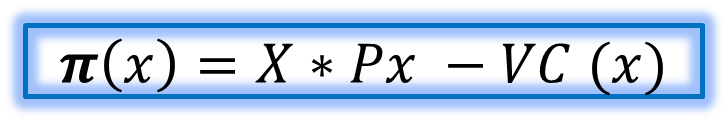 π(x) = X * Px − VC (x)